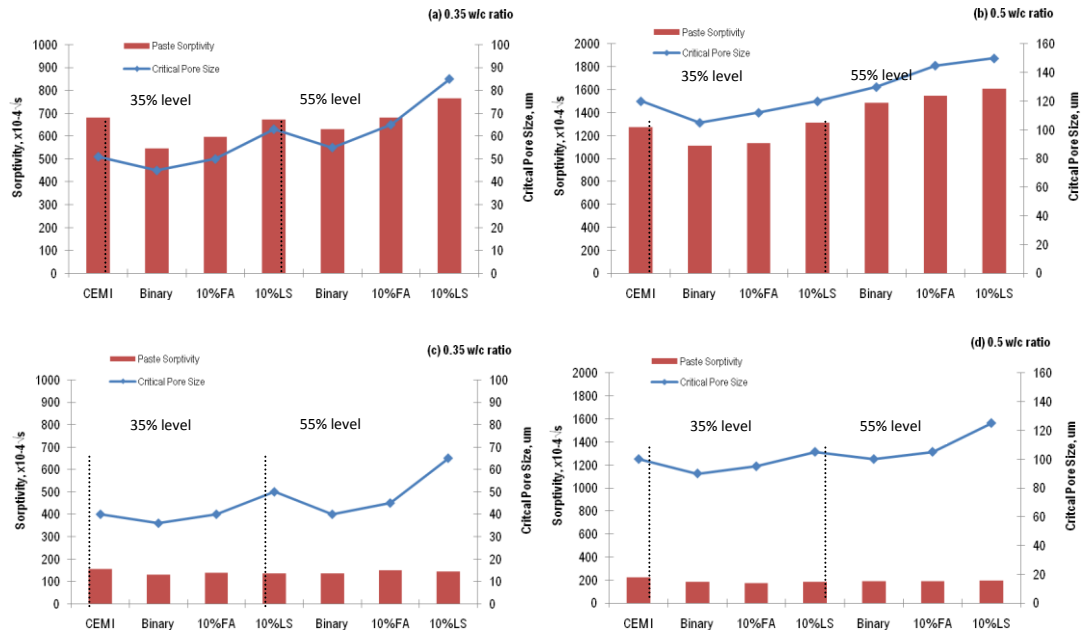 (a) 0.35 w/c ratio
Paste Sorptivity
Critical Pore Size
35% level
55% level
Sorptivity, x10-4√s
1000
900
800
700
600
500
400
300
200
100
0
100
90
80
70
60
50
40
30
20
10
0
Critcal Pore Size, um
CEMI Binary 10%FA 10%LS Binary 10%FA 10%LS
(b) 0.5 w/c ratio
Paste Sorptivity
Critical Pore Size
35% level
55% level
Sorptivity, x10-4√s
2000
1800
1600
1400
1200
1000
800
600
400
200
0
160
140
120
100
80
60
40
20
0
Critcal Pore Size, um
CEMI Binary 10%FA 10%LS Binary 10%FA 10%LS
(c) 0.35 w/c ratio
Paste Sorptivity
Critical Pore Size
35% level
55% level
Sorptivity, x10-4√s
1000
900
800
700
600
500
400
300
200
100
0
100
90
80
70
60
50
40
30
20
10
0
Critcal Pore Size, um
CEMI Binary 10%FA 10%LS Binary 10%FA 10%LS
(d) 0.5 w/c ratio
Paste Sorptivity
Critical Pore Size
35% level
55% level
Sorptivity, x10-4√s
2000
1800
1600
1400
1200
1000
800
600
400
200
0
160
140
120
100
80
60
40
20
0
Critcal Pore Size, um
CEMI Binary 10%FA 10%LS Binary 10%FA 10%LS